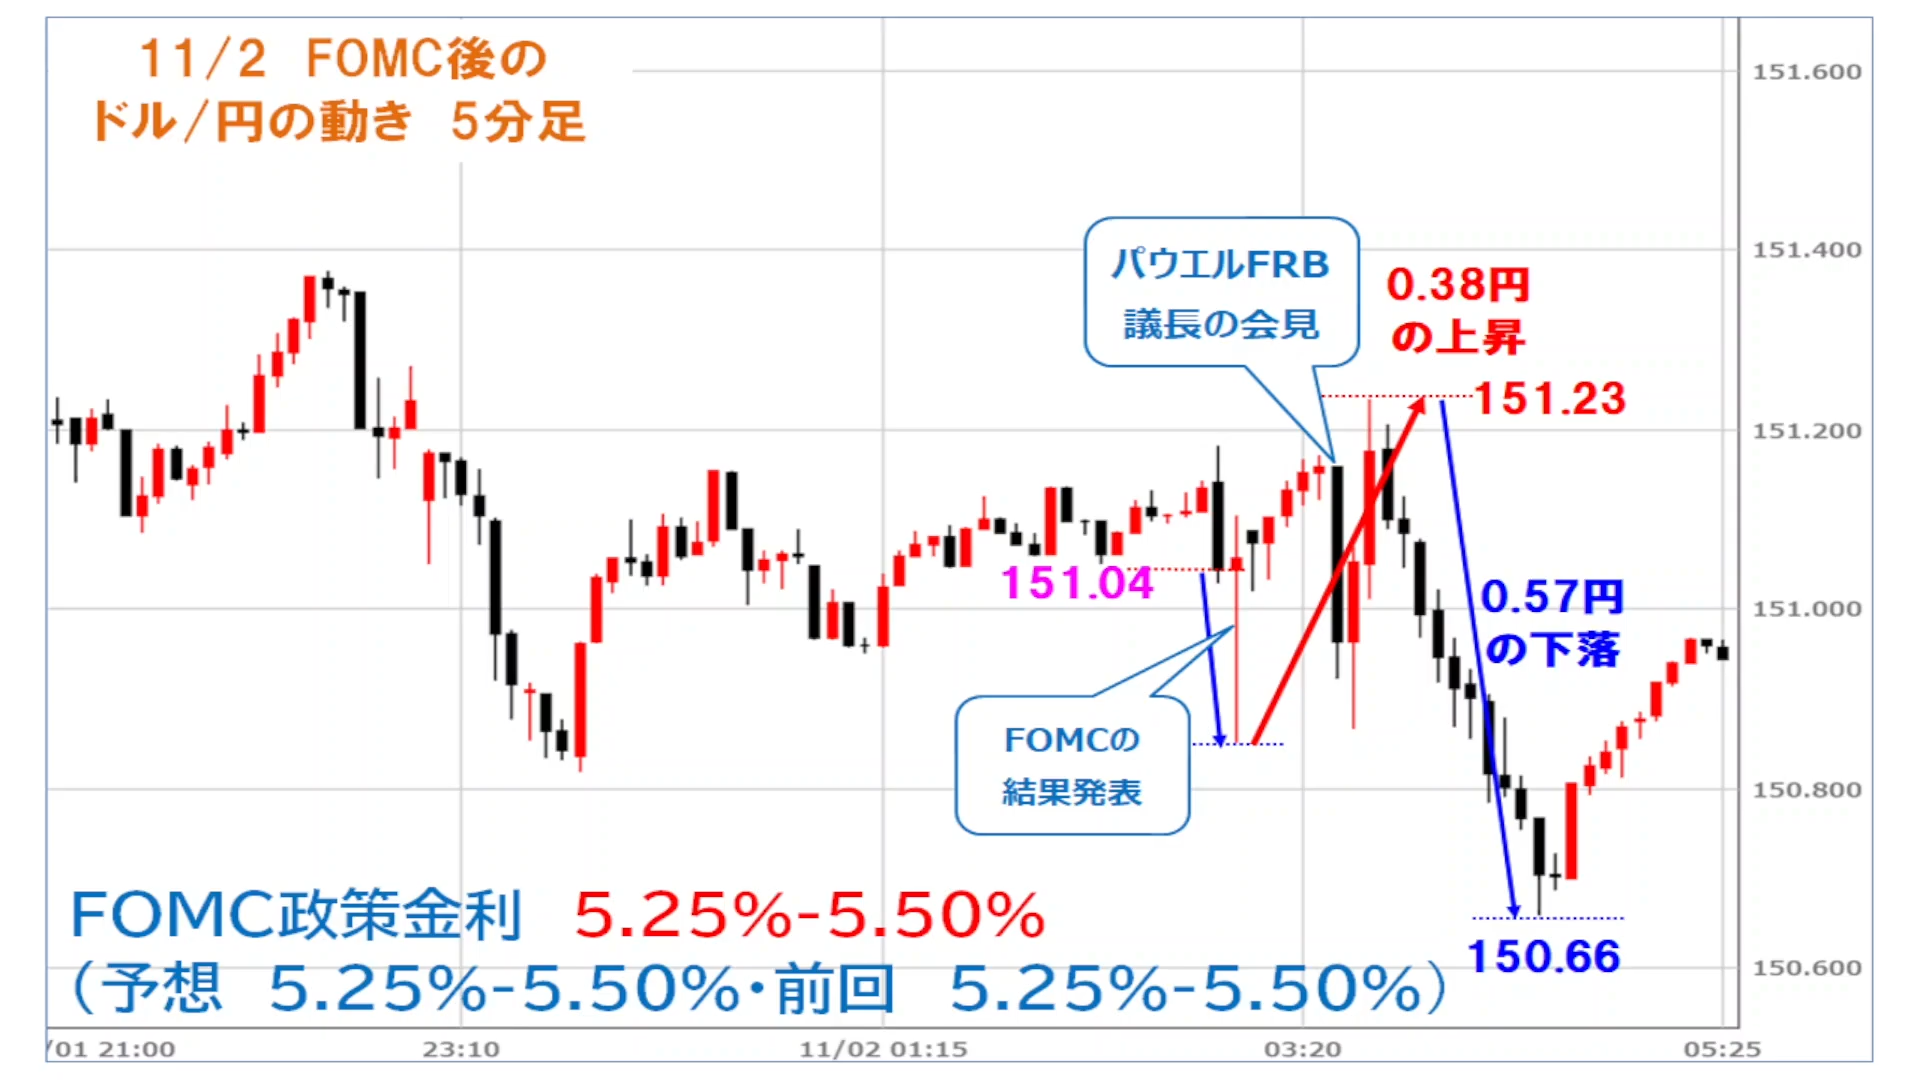 11/2　FOMC後の
ドル/円の動き　5分足
151.600
151.400
151.200
151.000
150.800
150.600
パウエルFRB
議長の会見
0.38円
の上昇
151.23
151.04
0.57円
の下落
FOMCの
結果発表
150.66
FOMC政策金利　5.25%-5.50%
（予想　5.25%-5.50%・前回　5.25%-5.50%）
/01 21:00
23:10
11/02 01:15
03:20
05:25